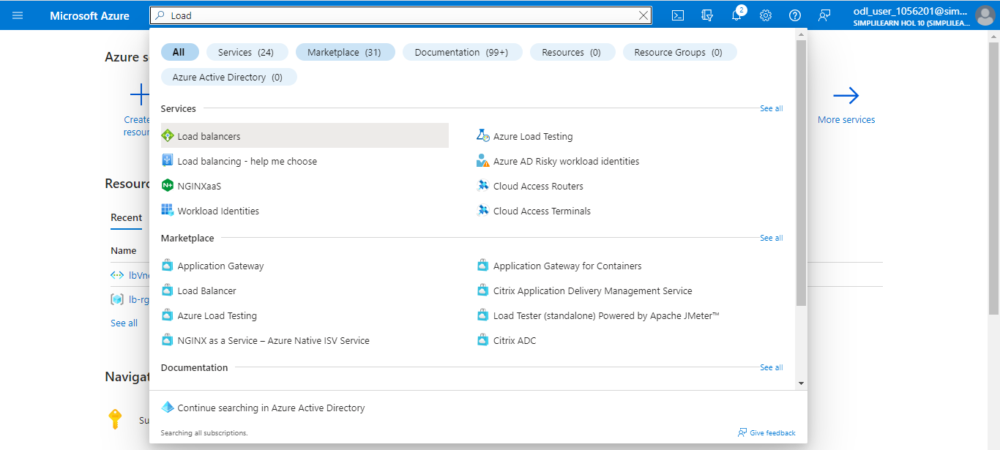 Microsoft Azure
Load
2
odl_user_1056201@sim...
SIMPLILEARN HOL 10 (SIMPLILEA...
All
Services (24)
Marketplace (31)
Documentation (99+)
Resources (0)
Resource Groups (0)
Azure Active Directory (0)
Azure s
Create
resour
More services
Services
See all
Load balancers
Azure Load Testing
Load balancing - help me choose
Azure AD Risky workload identities
NGINXaaS
Cloud Access Routers
Workload Identities
Cloud Access Terminals
Resourc
Recent
Name
lbVne
lb-rg
See all
Marketplace
See all
Application Gateway
Application Gateway for Containers
Load Balancer
Citrix Application Delivery Management Service
Azure Load Testing
Load Tester (standalone) Powered by Apache JMeter™
NGINX as a Service – Azure Native ISV Service
Citrix ADC
Documentation
See all
Navigat
Su
Continue searching in Azure Active Directory
Searching all subscriptions.
Give feedback